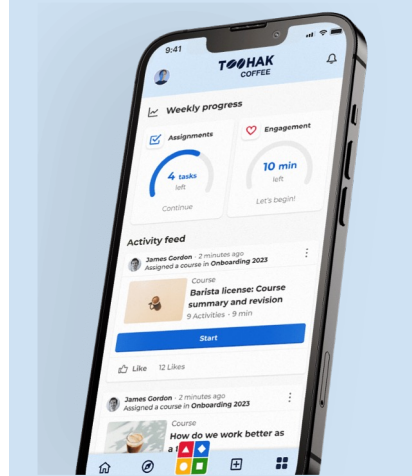 9:41
TOOHAK
COFFEE
Weekly progress
Assignments
Engagement
4 tasks
left
10 min
left
Continue
Let's begin!
Activity feed
James Gordon · 2 minutes ago
Assigned a course in Onboarding 2023
Course
Barista license: Course
summary and revision
9 Activities · 9 min
Start
Like 12 Likes
James Gordon · 2 minutes ago
Assigned a course in Onboarding 2023
Course
How do we work better as
a